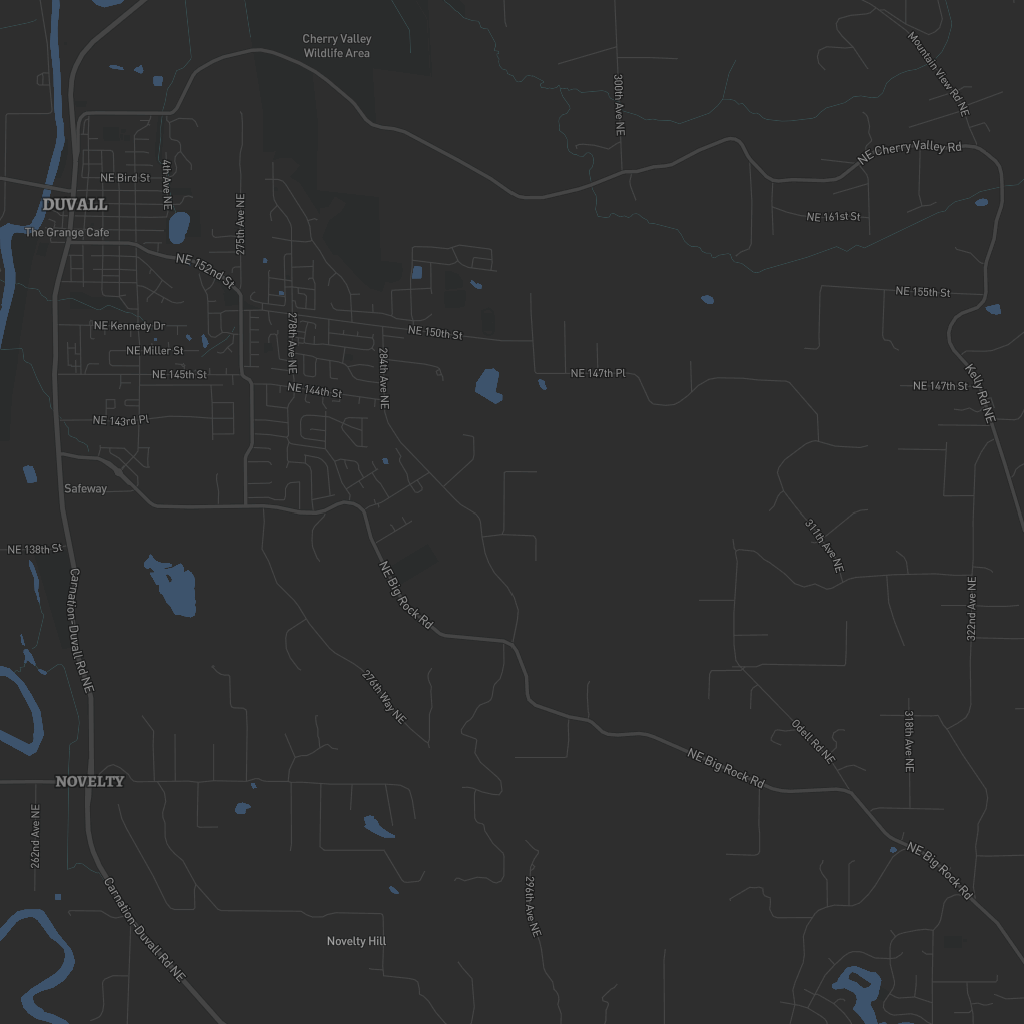 Cherry Valley
Wildlife Area
Mountain View Rd NE
300th Ave NE
NE Cherry Valley Rd
NE Bird St
4th Ave NE
DUVALL
The Grange Cafe
275th Ave NE
NE 161st St
NE 152nd St
NE 155th St
NE Kennedy Dr
278th Ave NE
NE 150th St
NE Miller St
284th Ave NE
NE 145th St
NE 144th St
NE 147th Pl
NE 147th St
Kelly Rd NE
NE 143rd Pl
Safeway
NE 138th St
311th Ave NE
Carnation-Duvall Rd NE
NE Big Rock Rd
322nd Ave NE
276th Way NE
318th Ave NE
Odell Rd NE
NE Big Rock Rd
NOVELTY
262nd Ave NE
NE Big Rock Rd
296th Ave NE
Carnation-Duvall Rd NE
Novelty Hill